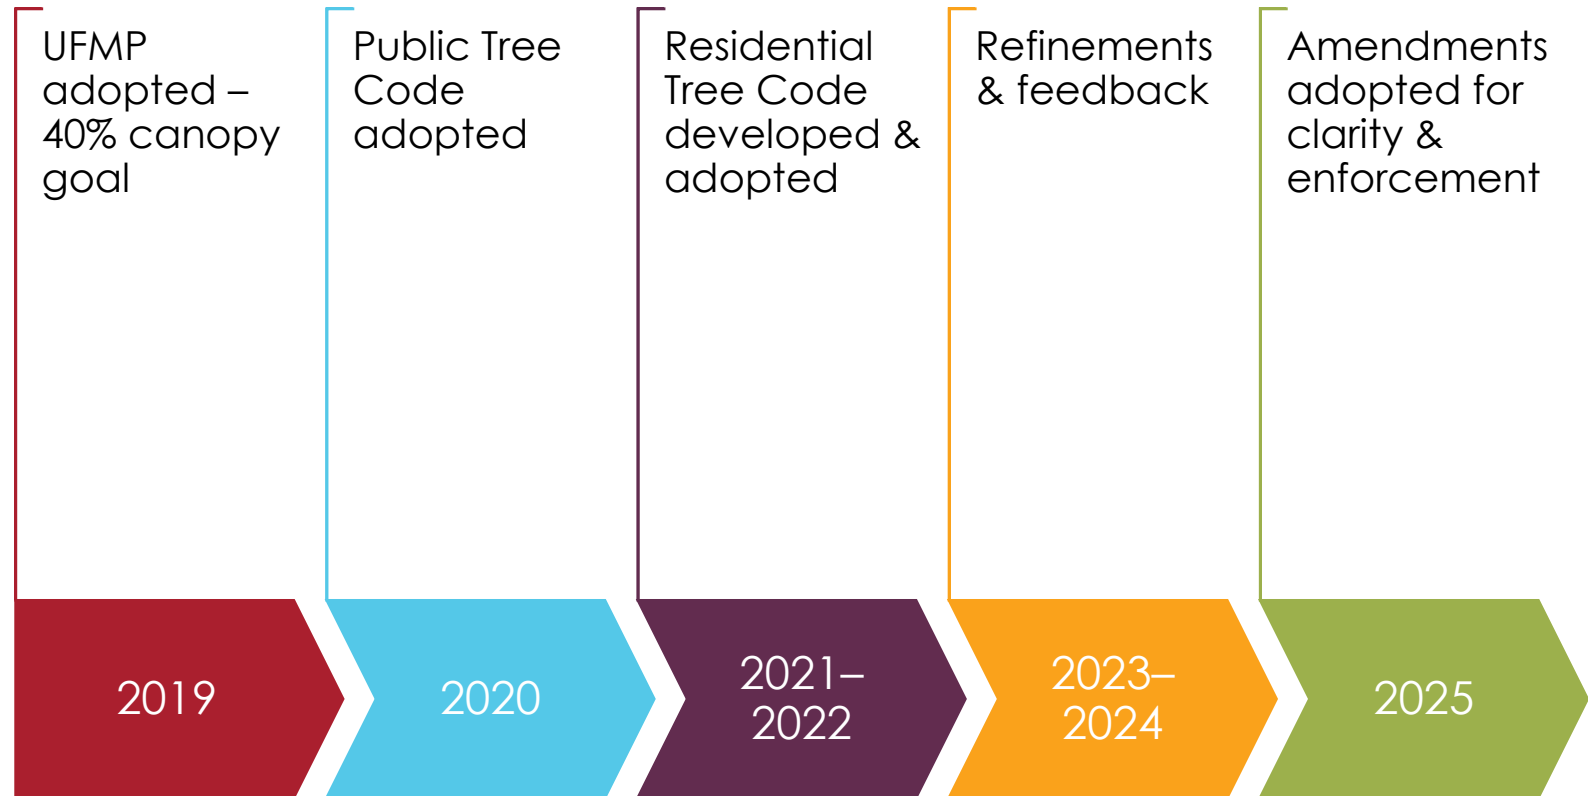 UFMP
adopted –
40% canopy
goal
Public Tree
Code
adopted
Residential
Tree Code
developed &
adopted
Refinements
& feedback
Amendments
adopted for
clarity &
enforcement
2019
2020
2021–
2022
2023–
2024
2025